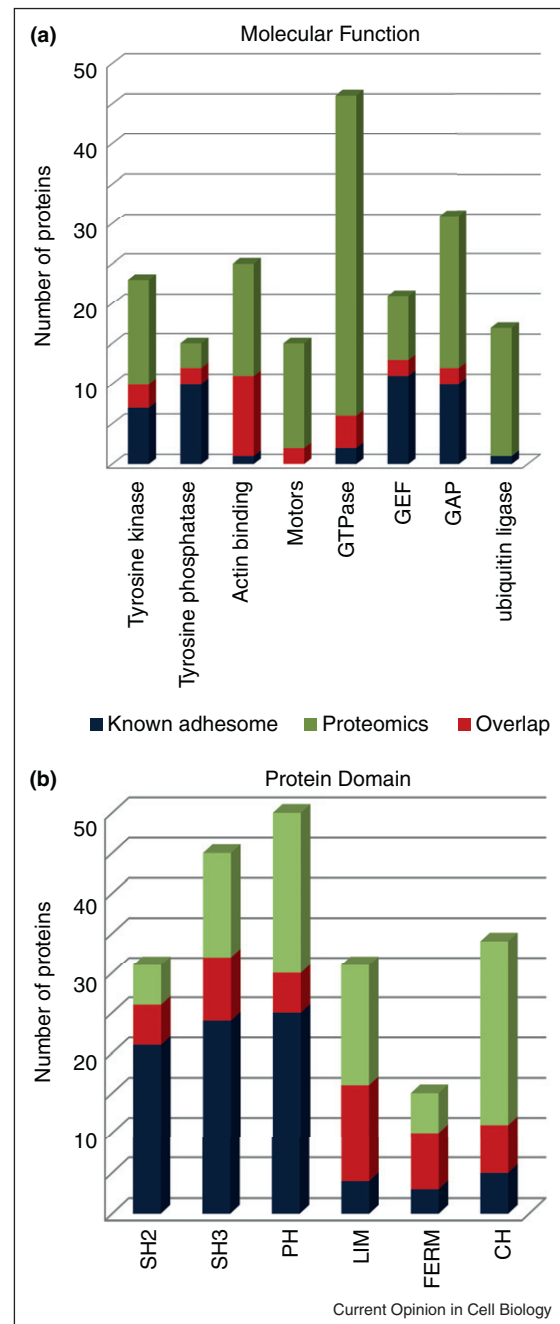 (a) Molecular Function
Number of proteins
50
40
30
20
10
Tyrosine kinase
Tyrosine phosphatase
Actin binding
Motors
GTPase
GEF
GAP
ubiquitin ligase
Known adhesome Proteomics Overlap
(b) Protein Domain
Number of proteins
50
40
30
20
10
SH2
SH3
PH
LIM
FERM
CH
Current Opinion in Cell Biology